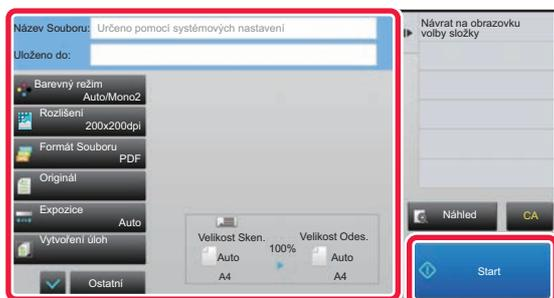 Název Souboru: Určeno pomocí systémových nastavení
Uloženo do:
Barevný režim
Auto/Mono2
Rozlišení
200x200dpi
Formát Souboru
PDF
Originál
Expozice
Auto
Vytvoření úloh
Ostatní
Velikost Sken.
Auto
A4
100%
Velikost Odes.
Auto
A4
Návrat na obrazovku
volby složky
Náhled
CA
Start